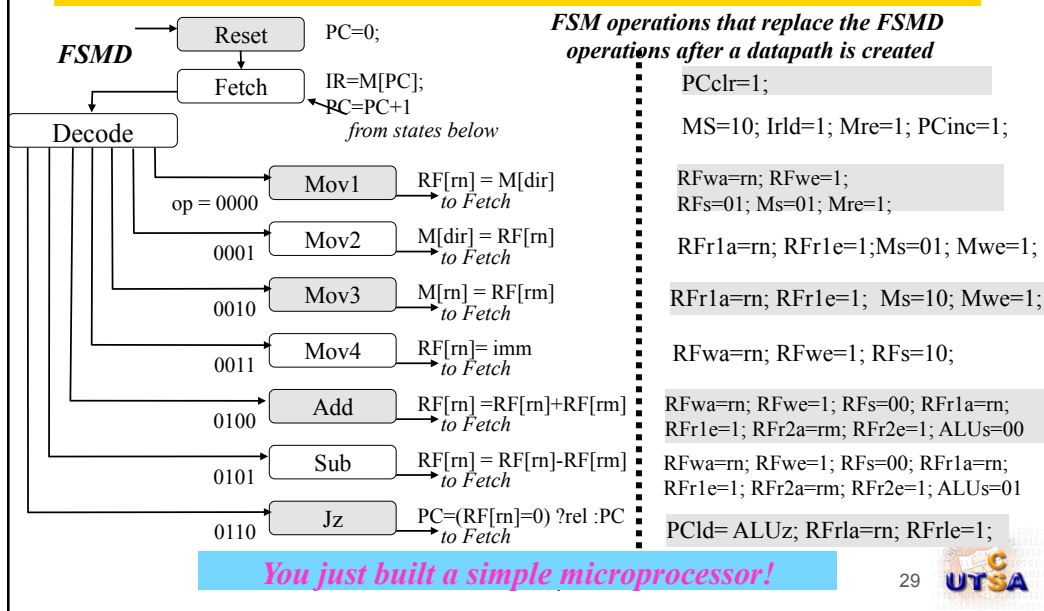 FSM operations that replace the FSMD
operations after a datapath is created
FSMD
Reset
PC=0;
PCclr=1;
Fetch
IR=M[PC];
PC=PC+1
from states below
MS=10; Irld=1; Mre=1; PCinc=1;
Decode
op = 0000
Mov1
RF[rn] = M[dir]
to Fetch
RFwa=rn; RFwe=1;
RFs=01; Ms=01; Mre=1;
0001
Mov2
M[dir] = RF[rn]
to Fetch
RFr1a=rn; RFr1e=1;Ms=01; Mwe=1;
0010
Mov3
M[rn] = RF[rm]
to Fetch
RFr1a=rn; RFr1e=1; Ms=10; Mwe=1;
0011
Mov4
RF[rn]= imm
to Fetch
RFwa=rn; RFwe=1; RFs=10;
0100
Add
RF[rn] =RF[rn]+RF[rm]
to Fetch
RFwa=rn; RFwe=1; RFs=00; RFr1a=rn;
RFr1e=1; RFr2a=rm; RFr2e=1; ALUs=00
0101
Sub
RF[rn] = RF[rn]-RF[rm]
to Fetch
RFwa=rn; RFwe=1; RFs=00; RFr1a=rn;
RFr1e=1; RFr2a=rm; RFr2e=1; ALUs=01
0110
Jz
PC=(RF[rn]=0) ?rel :PC
to Fetch
PCld= ALUz; RFrla=rn; RFrle=1;
You just built a simple microprocessor!
29
CS
UTSA